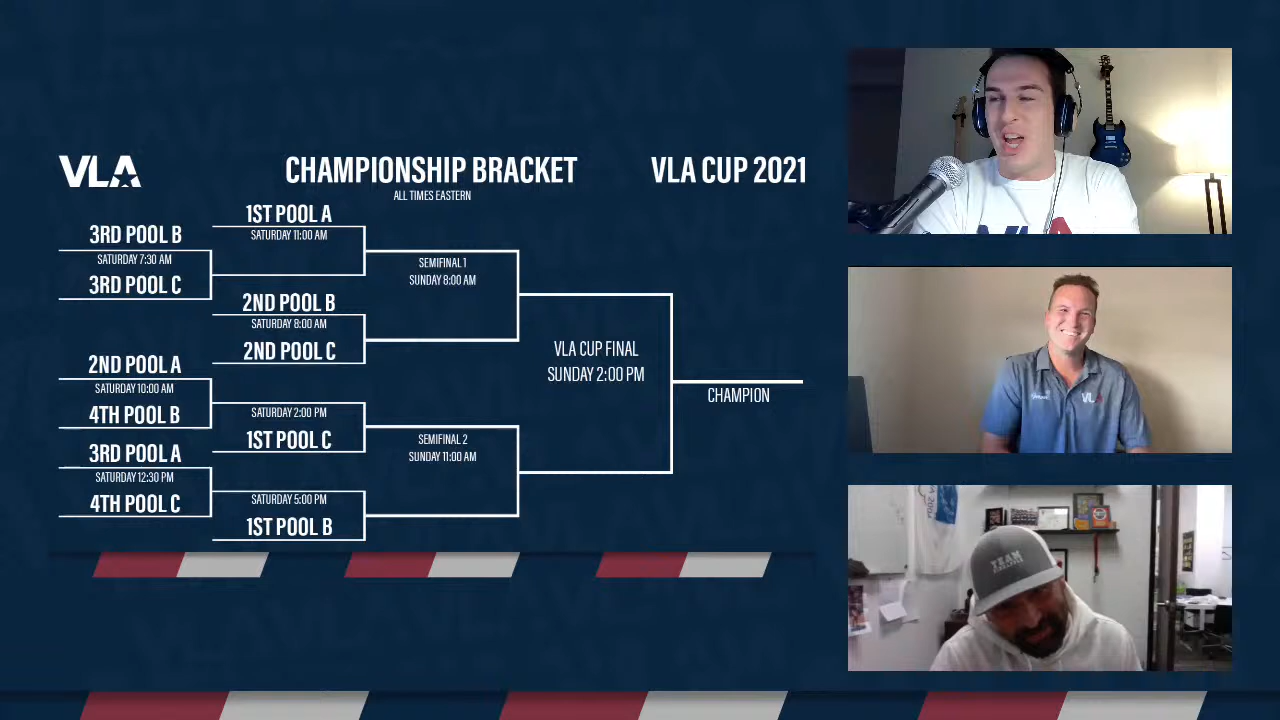 VLA
CHAMPIONSHIP BRACKET
VLA CUP 2021
ALL TIMES EASTERN
3RD POOL B
SATURDAY 7:30 AM
3RD POOL C
1ST POOL A
SATURDAY 11:00 AM
2ND POOL B
SATURDAY 8:00 AM
2ND POOL C
2ND POOL A
SATURDAY 10:00 AM
4TH POOL B
3RD POOL A
SATURDAY 12:30 PM
4TH POOL C
SATURDAY 2:00 PM
1ST POOL C
SATURDAY 5:00 PM
1ST POOL B
SEMIFINAL 1
SUNDAY 8:00 AM
SEMIFINAL 2
SUNDAY 11:00 AM
VLA CUP FINAL
SUNDAY 2:00 PM
CHAMPION
VLA
VLA
TEAM